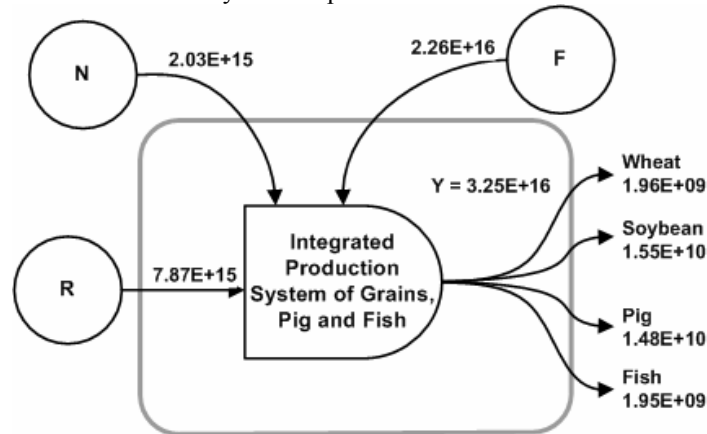 N
2.03E+15
2.26E+16
F
Y = 3.25E+16
Wheat
1.96E+09
Soybean
1.55E+10
Pig
1.48E+10
Fish
1.95E+09
R
7.87E+15
Integrated
Production
System of Grains,
Pig and Fish